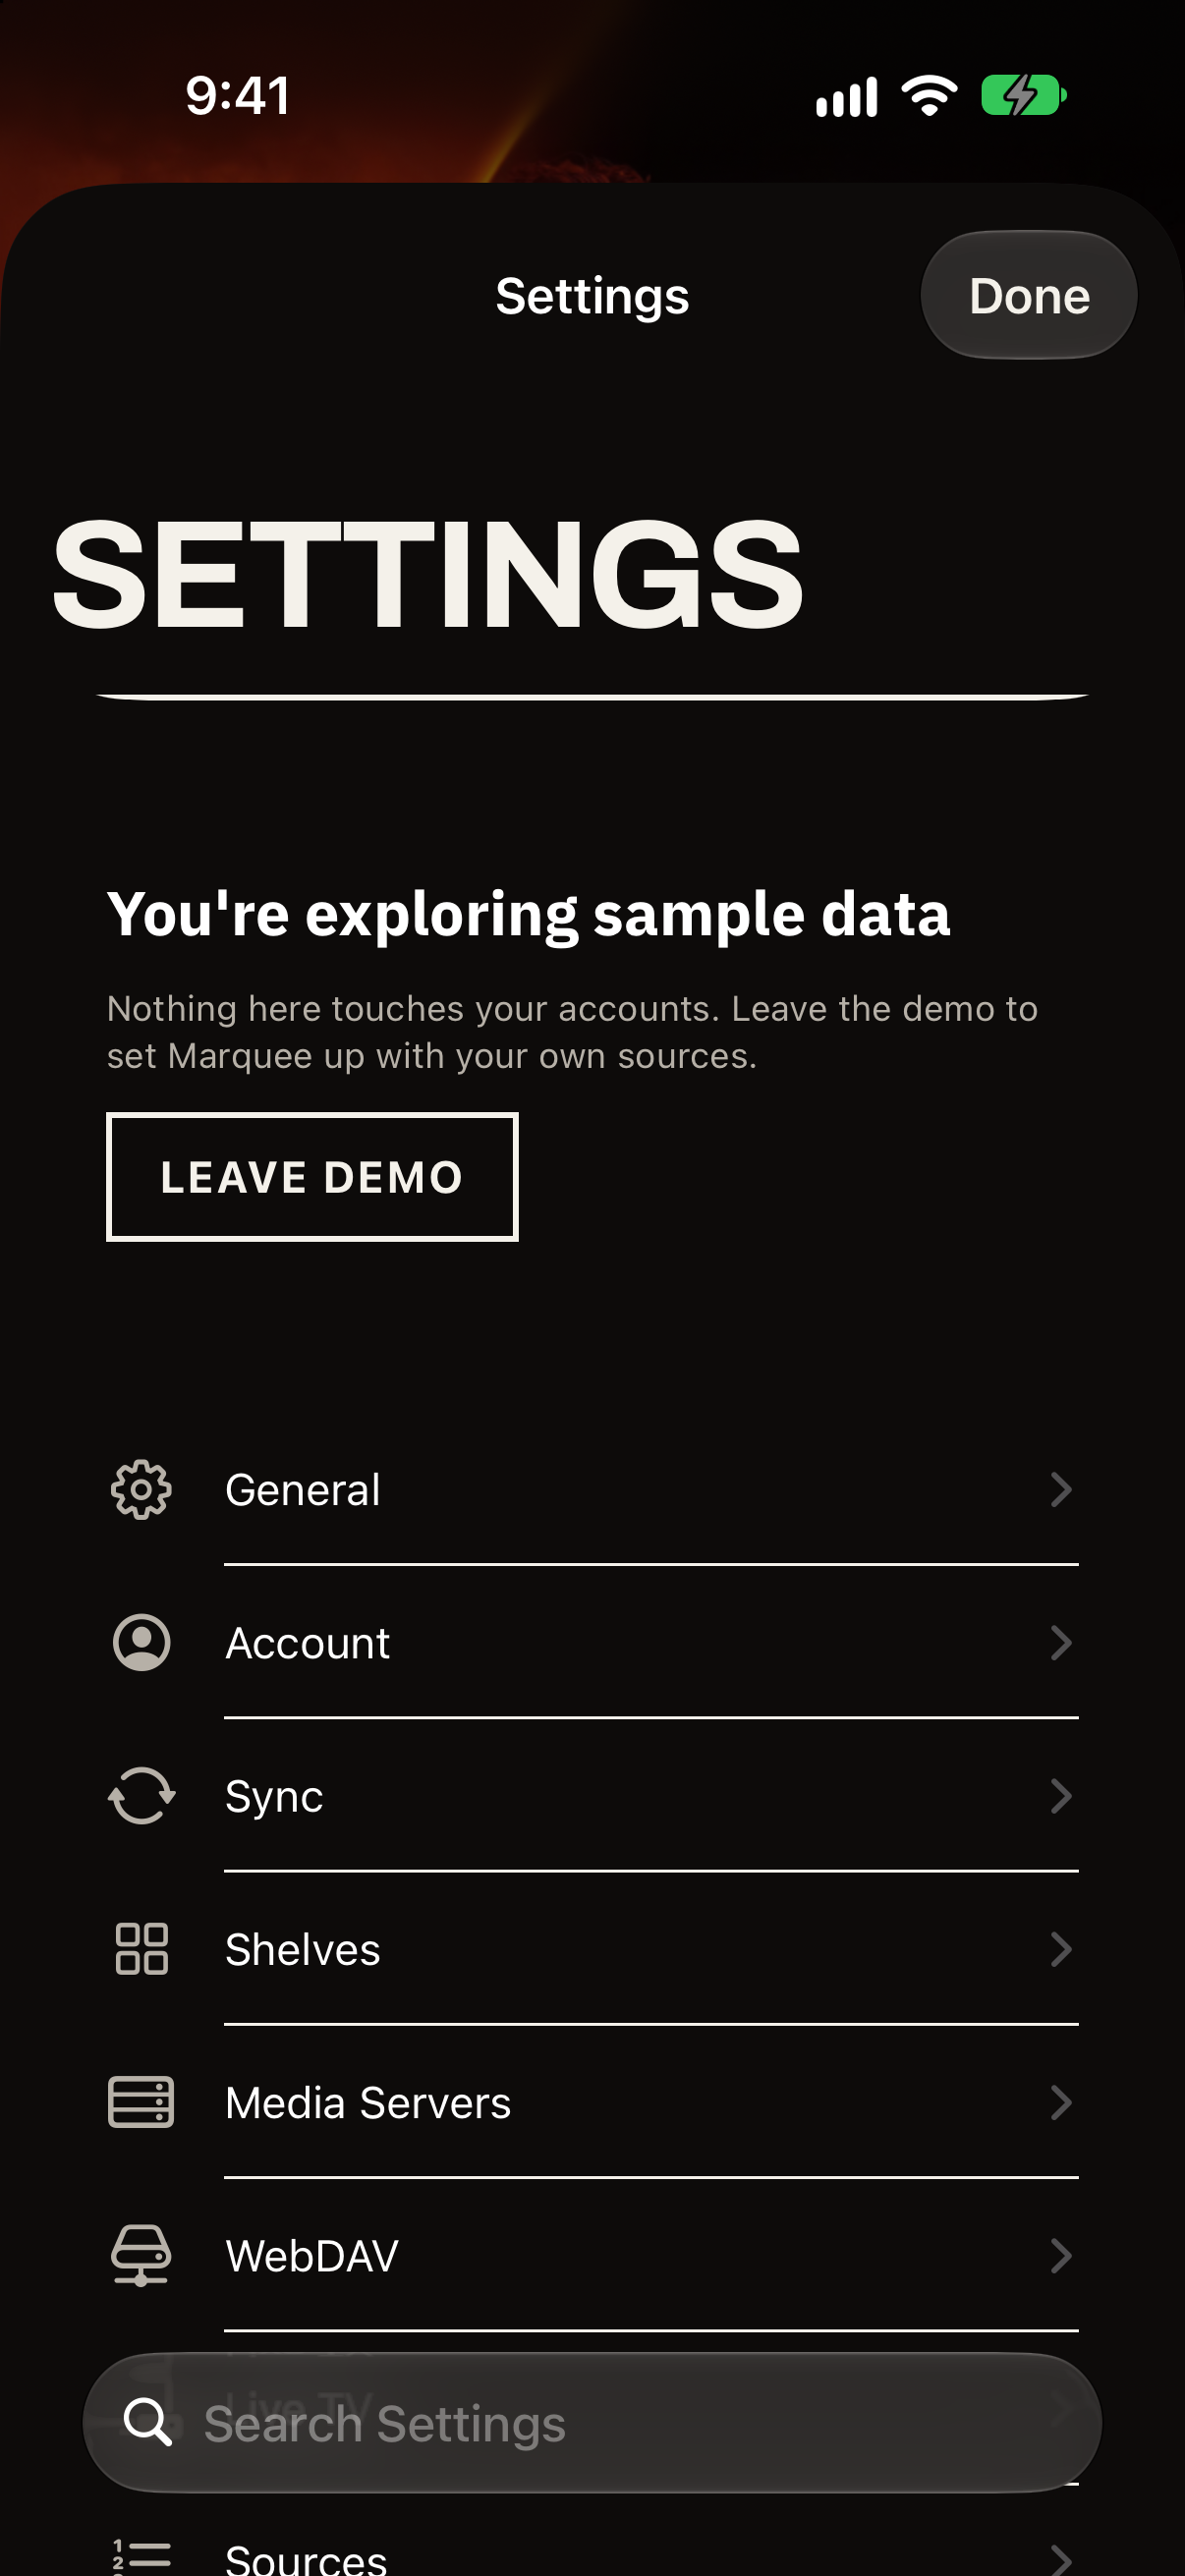 9:41
Settings
Done
SETTINGS
You're exploring sample data
Nothing here touches your accounts. Leave the demo to
set Marquee up with your own sources.
LEAVE DEMO
General
Account
Sync
Shelves
Media Servers
WebDAV
Live TV
Search Settings
Sources